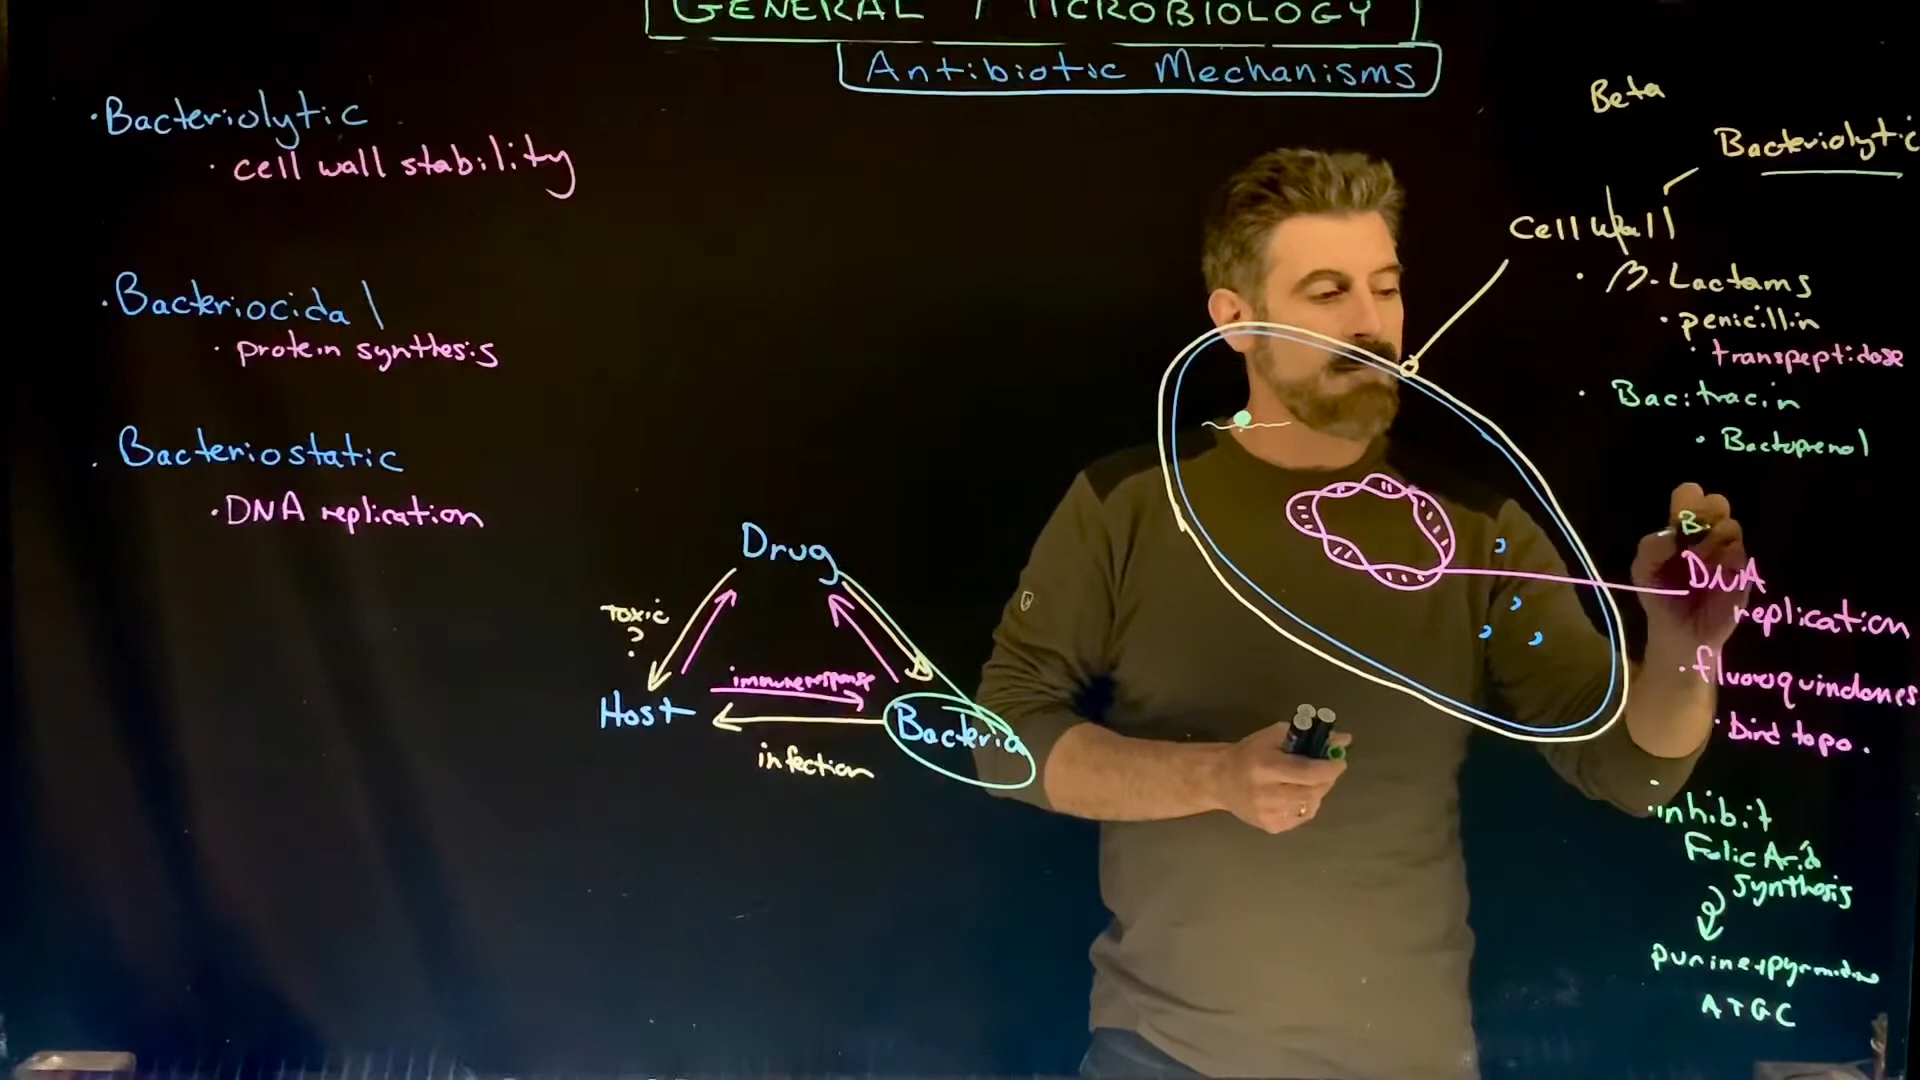 GENERAL MICROBIOLOGY
Antibiotic Mechanisms
• Bacteriolytic
• cell wall stability
• Bacteriocidal
• protein synthesis
• Bacteriostatic
• DNA replication
Drug
Toxic
?
Host
immune response
Bacteria
infection
Beta
Bacteriolytic
Cell Wall
• β-Lactams
• penicillin
• transpeptidase
• Bacitracin
• Bactoprenol
B.
DNA
replication
• fluoroquinolones
• bind topo.
• inhibit
Folic Acid
Synthesis
purine + pyrmidine
ATGC